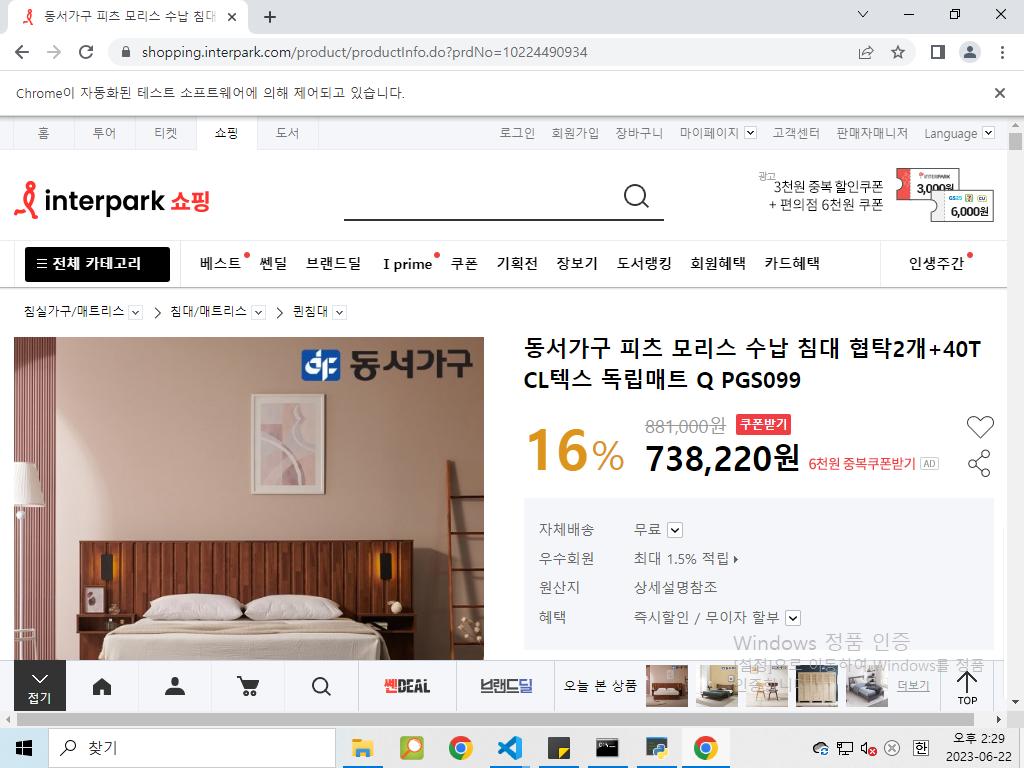 동서가구 피츠 모리스 수납 침대
shopping.interpark.com/product/productInfo.do?prdNo=10224490934
Chrome이 자동화된 테스트 소프트웨어에 의해 제어되고 있습니다.
홈 투어 티켓 쇼핑 도서 로그인 회원가입 장바구니 마이페이지 고객센터 판매자매니저 Language
광고
interpark 쇼핑
3천원 중복 할인쿠폰
+ 편의점 6천원 쿠폰
INTERPARK
3,000원
GS25 CU
6,000원
전체 카테고리 베스트 쎈딜 브랜드딜 I prime 쿠폰 기획전 장보기 도서랭킹 회원혜택 카드혜택 인생주간
침실가구/매트리스 침대/매트리스 퀸침대
동서가구
동서가구 피츠 모리스 수납 침대 협탁2개+40T
CL텍스 독립매트 Q PGS099
16%
881,000원 쿠폰받기
738,220원 6천원 중복쿠폰받기 AD
자체배송 무료
우수회원 최대 1.5% 적립
원산지 상세설명참조
혜택 즉시할인 / 무이자 할부
Windows 정품 인증
[설정]으로 이동하여 Windows를 정품
인증합니다.
접기
쎈DEAL
브랜드딜
오늘 본 상품
더보기
TOP
찾기
한
오후 2:29
2023-06-22